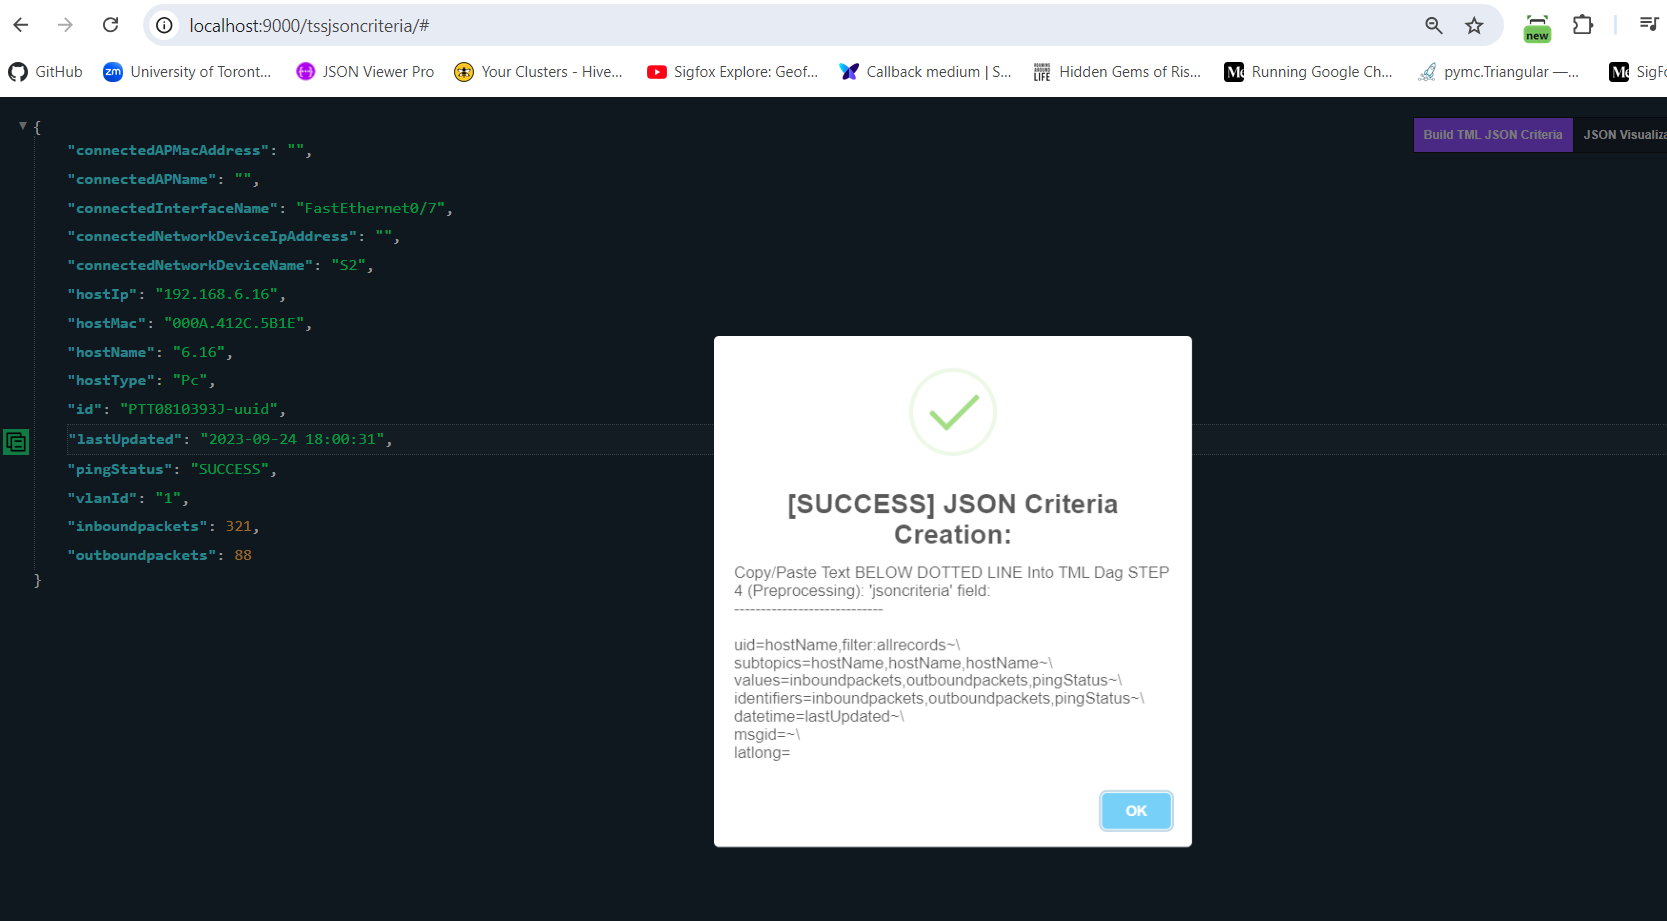 localhost:9000/tssjsoncriteria/#
new
GitHub
zm University of Toront...
JSON Viewer Pro
Your Clusters - Hive...
Sigfox Explore: Geof...
Callback medium | S...
Hidden Gems of Ris...
Running Google Ch...
pymc.Triangular —...
{
Build TML JSON Criteria
"connectedAPMacAddress": "",
"connectedAPName": "",
"connectedInterfaceName": "FastEthernet0/7",
"connectedNetworkDeviceIpAddress": "",
"connectedNetworkDeviceName": "S2",
"hostIp": "192.168.6.16",
"hostMac": "000A.412C.5B1E",
"hostName": "6.16",
"hostType": "Pc",
"id": "PTT0810393J-uuid",
"lastUpdated": "2023-09-24 18:00:31",
"pingStatus": "SUCCESS",
"vlanId": "1",
"inboundpackets": 321,
"outboundpackets": 88
}
[SUCCESS] JSON Criteria
Creation:
Copy/Paste Text BELOW DOTTED LINE Into TML Dag STEP
4 (Preprocessing): 'jsoncriteria' field:
----------------------------
uid=hostName,filter:allrecords~\
subtopics=hostName,hostName,hostName~\
values=inboundpackets,outboundpackets,pingStatus~\
identifiers=inboundpackets,outboundpackets,pingStatus~\
datetime=lastUpdated~\
msgid=~\
latlong=
OK